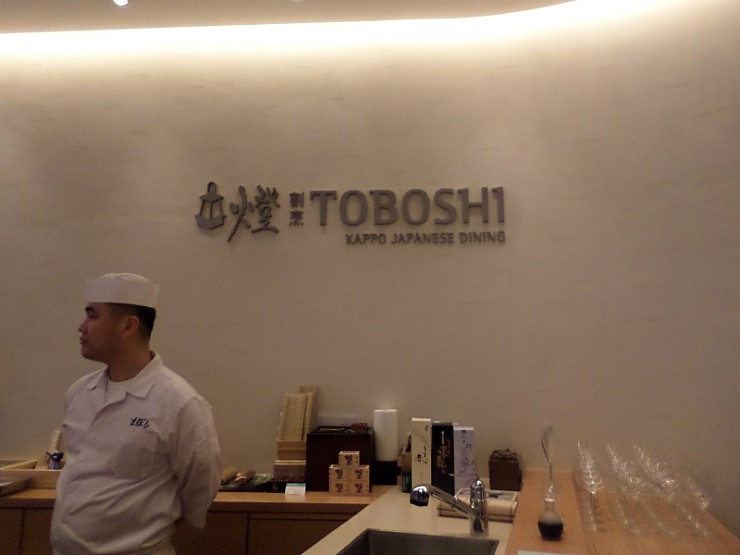 燈
割烹
TOBOSHI
KAPPO JAPANESE DINING